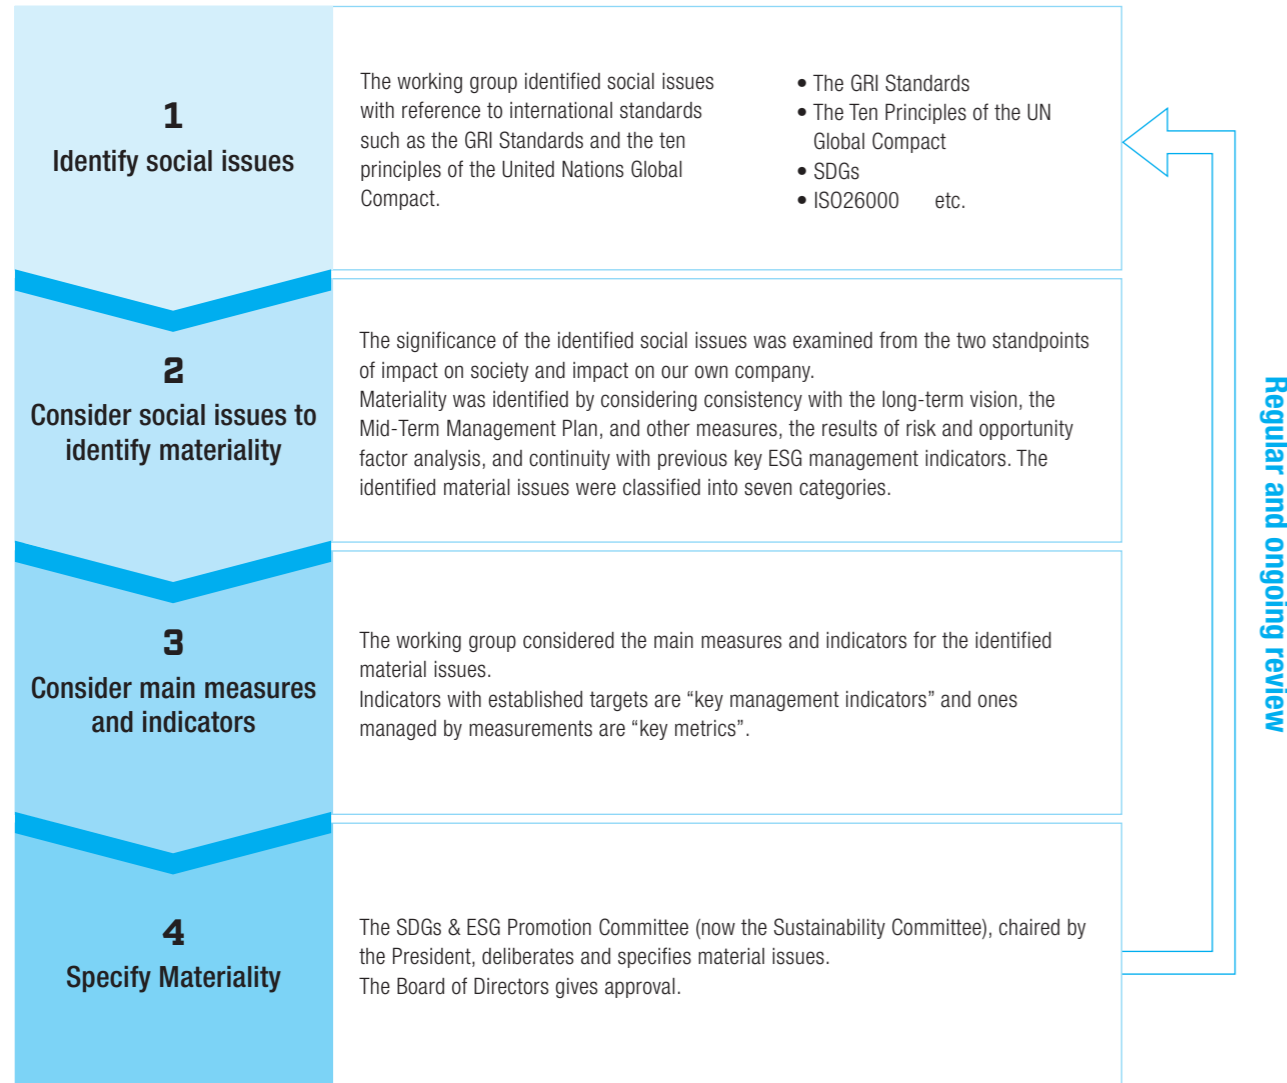 1
Identify social issues
The working group identified social issues
with reference to international standards
such as the GRI Standards and the ten
principles of the United Nations Global
Compact.
• The GRI Standards
• The Ten Principles of the UN
Global Compact
• SDGs
• ISO26000 etc.
2
Consider social issues to
identify materiality
The significance of the identified social issues was examined from the two standpoints
of impact on society and impact on our own company.
Materiality was identified by considering consistency with the long-term vision, the
Mid-Term Management Plan, and other measures, the results of risk and opportunity
factor analysis, and continuity with previous key ESG management indicators. The
identified material issues were classified into seven categories.
3
Consider main measures
and indicators
The working group considered the main measures and indicators for the identified
material issues.
Indicators with established targets are “key management indicators” and ones
managed by measurements are “key metrics”.
4
Specify Materiality
The SDGs & ESG Promotion Committee (now the Sustainability Committee), chaired by
the President, deliberates and specifies material issues.
The Board of Directors gives approval.
Regular and ongoing review